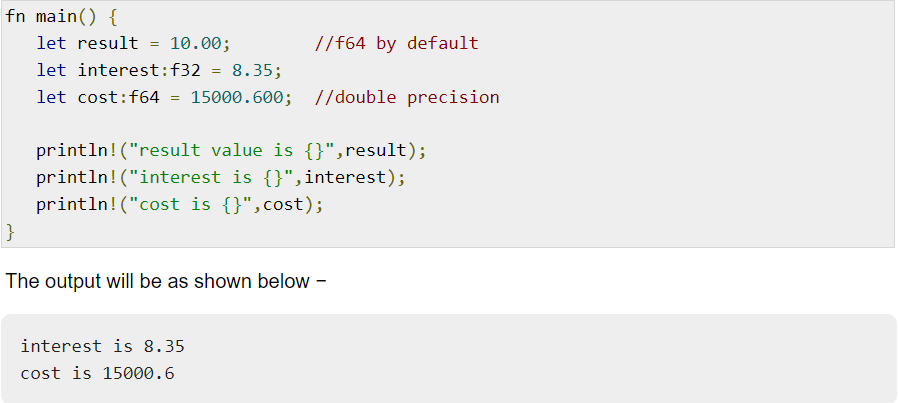 fn main() {
   let result = 10.00;        //f64 by default
   let interest:f32 = 8.35;
   let cost:f64 = 15000.600;  //double precision

   println!("result value is {}",result);
   println!("interest is {}",interest);
   println!("cost is {}",cost);
}
The output will be as shown below −
interest is 8.35
cost is 15000.6